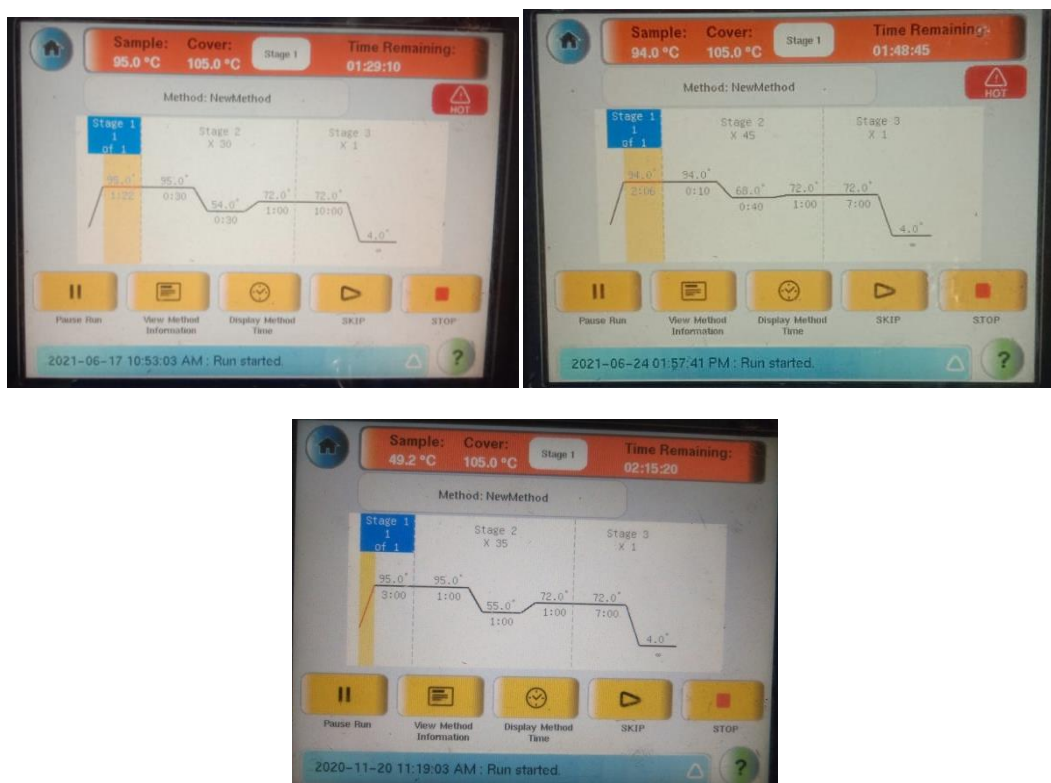 Sample: Cover: Stage 1 Time Remaining:
95.0 °C 105.0 °C 01:29:10
Method: NewMethod
HOT
Stage 1
1
of 1
Stage 2
X 30
Stage 3
X 1
95.0° 95.0° 54.0° 72.0° 72.0° 4.0°
1:22 0:30 0:30 1:00 10:00 ∞
Pause Run
View Method
Information
Display Method
Time
SKIP
STOP
2021-06-17 10:53:03 AM : Run started.
?
Sample: Cover: Stage 1 Time Remaining:
94.0 °C 105.0 °C 01:48:45
Method: NewMethod
HOT
Stage 1
1
of 1
Stage 2
X 45
Stage 3
X 1
94.0° 94.0° 68.0° 72.0° 72.0° 4.0°
2:06 0:10 0:40 1:00 7:00 ∞
Pause Run
View Method
Information
Display Method
Time
SKIP
STOP
2021-06-24 01:57:41 PM : Run started.
?
Sample: Cover: Stage 1 Time Remaining:
49.2 °C 105.0 °C 02:15:20
Method: NewMethod
Stage 1
1
of 1
Stage 2
X 35
Stage 3
X 1
95.0° 95.0° 55.0° 72.0° 72.0° 4.0°
3:00 1:00 1:00 1:00 7:00 ∞
Pause Run
View Method
Information
Display Method
Time
SKIP
STOP
2020-11-20 11:19:03 AM : Run started.
?